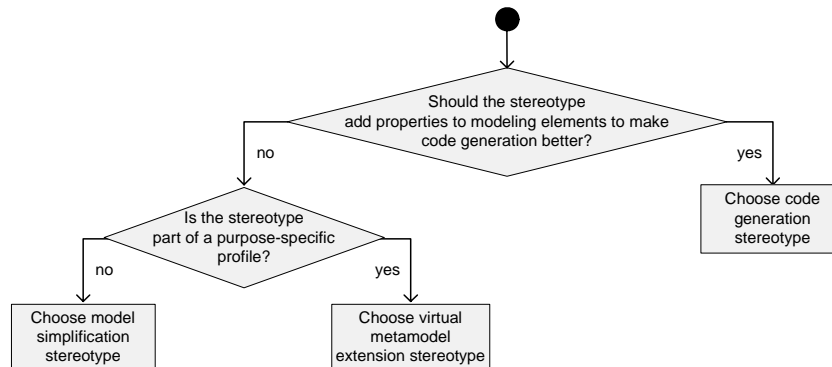 Should the stereotype
add properties to modeling elements to make
code generation better?
no
yes
Is the stereotype
part of a purpose-specific
profile?
Choose code
generation
stereotype
no
yes
Choose model
simplification
stereotype
Choose virtual
metamodel
extension stereotype